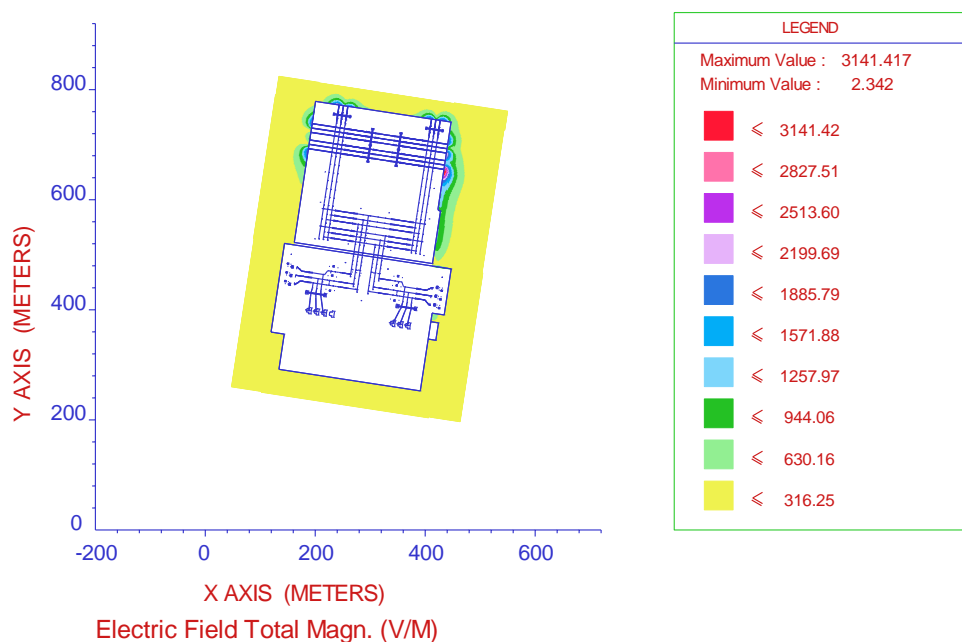 LEGEND
Maximum Value : 3141.417
Minimum Value : 2.342
⩽ 3141.42
⩽ 2827.51
⩽ 2513.60
⩽ 2199.69
⩽ 1885.79
⩽ 1571.88
⩽ 1257.97
⩽ 944.06
⩽ 630.16
⩽ 316.25
Y AXIS (METERS)
800
600
400
200
0
-200 0 200 400 600
X AXIS (METERS)
Electric Field Total Magn. (V/M)